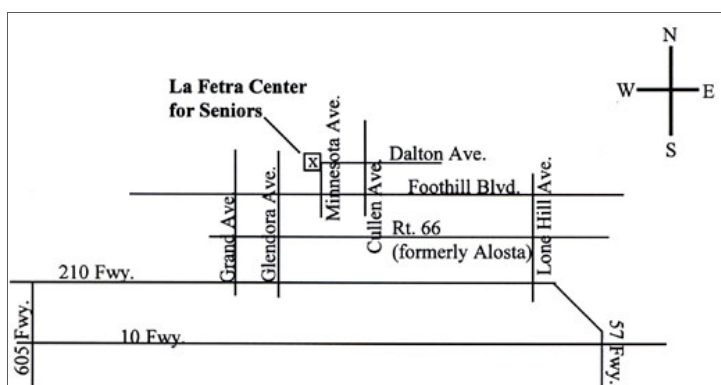 N
La Fetra Center
for Seniors
W
E
S
X
Minnesota Ave.
Dalton Ave.
Cullen Ave.
Foothill Blvd.
Grand Ave.
Glendora Ave.
Rt. 66
(formerly Alosta)
Lone Hill Ave.
210 Fwy.
605 Fwy.
10 Fwy.
57 Fwy.